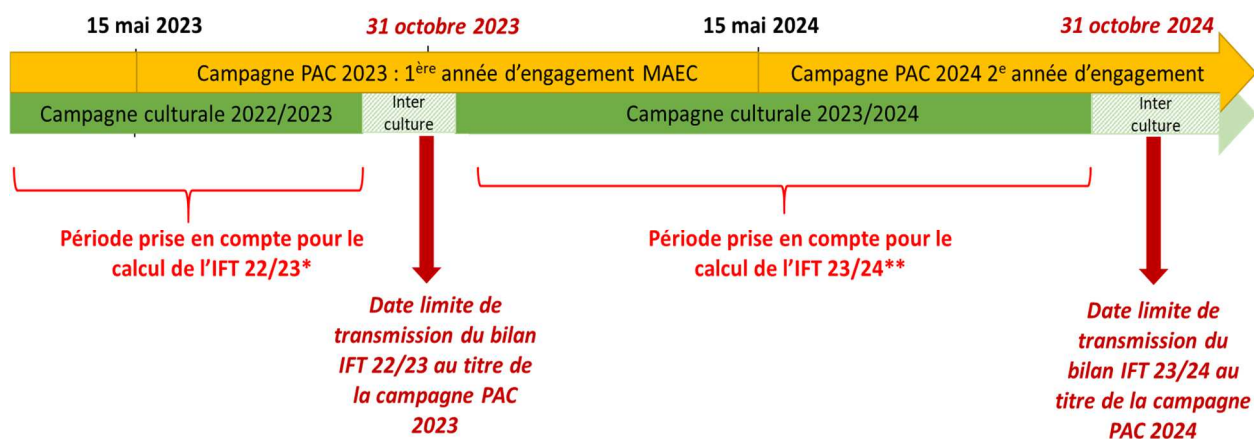 15 mai 2023
31 octobre 2023
15 mai 2024
31 octobre 2024
Campagne PAC 2023 : 1ère année d'engagement MAEC
Campagne PAC 2024 2e année d'engagement
Campagne culturale 2022/2023
Inter
culture
Campagne culturale 2023/2024
Inter
culture
Période prise en compte pour le
calcul de l'IFT 22/23*
Période prise en compte pour le
calcul de l'IFT 23/24**
Date limite de
transmission du bilan
IFT 22/23 au titre de
la campagne PAC
2023
Date limite de
transmission du
bilan IFT 23/24 au
titre de la campagne
PAC 2024